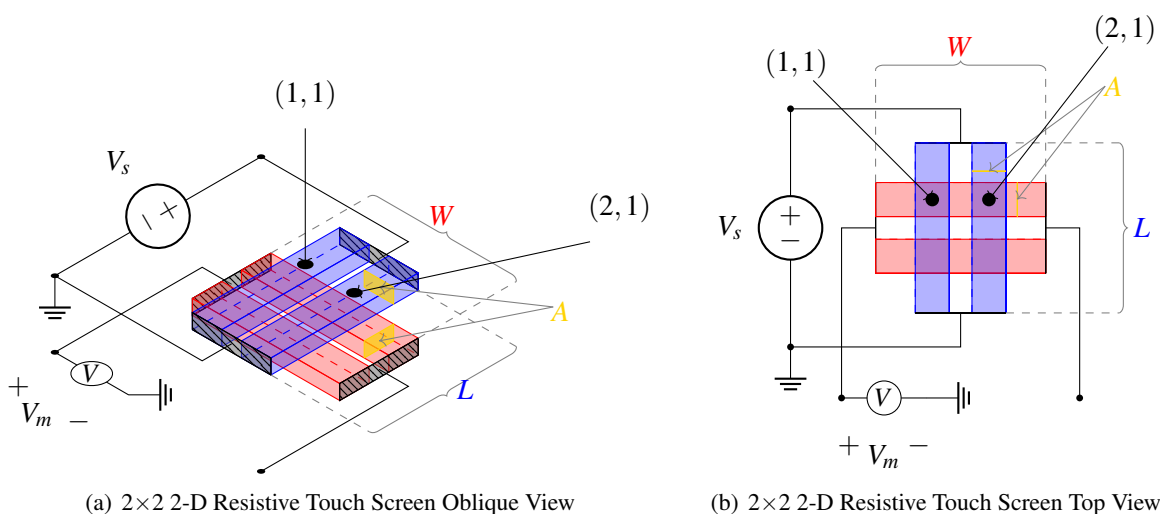 (1, 1)
V_s
− +
W
(2, 1)
A
L
V
+ V_m −
(a) 2×2 2-D Resistive Touch Screen Oblique View
W
(2, 1)
(1, 1)
A
V_s
+
−
L
V
+ V_m −
(b) 2×2 2-D Resistive Touch Screen Top View